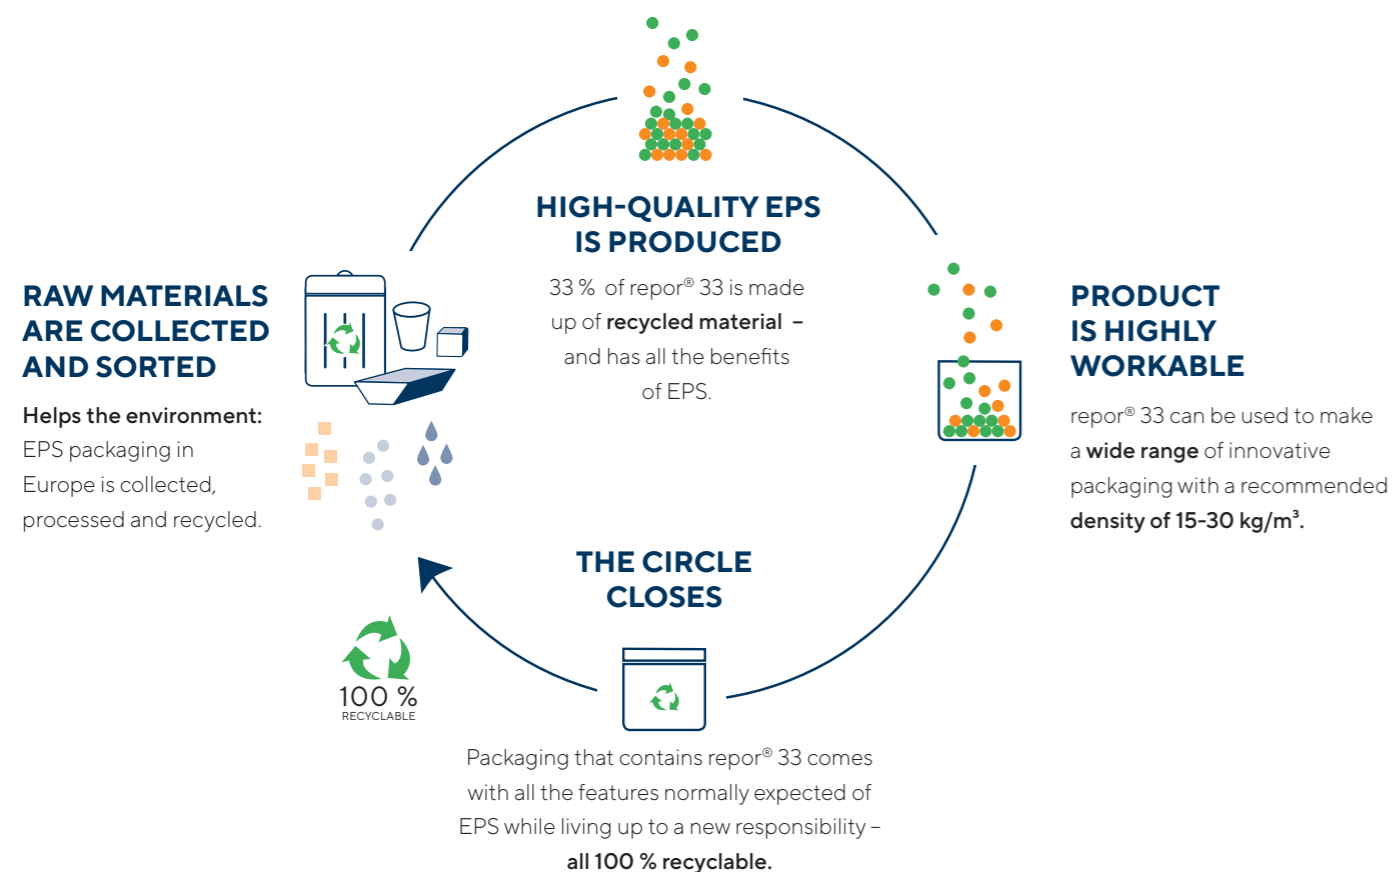 HIGH-QUALITY EPS
IS PRODUCED
33 % of repor® 33 is made
up of recycled material –
and has all the benefits
of EPS.
RAW MATERIALS
ARE COLLECTED
AND SORTED
Helps the environment:
EPS packaging in
Europe is collected,
processed and recycled.
PRODUCT
IS HIGHLY
WORKABLE
repor® 33 can be used to make
a wide range of innovative
packaging with a recommended
density of 15-30 kg/m³.
THE CIRCLE
CLOSES
100 %
RECYCLABLE
Packaging that contains repor® 33 comes
with all the features normally expected of
EPS while living up to a new responsibility –
all 100 % recyclable.